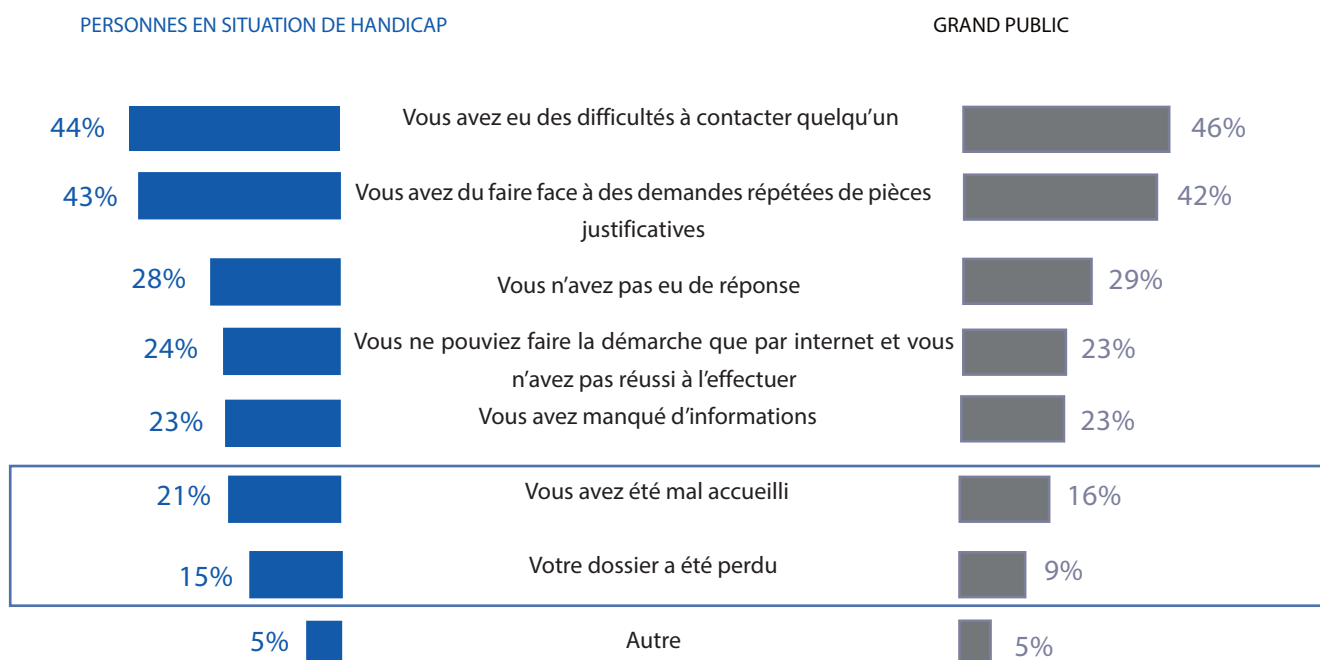 PERSONNES EN SITUATION DE HANDICAP
GRAND PUBLIC
44%
Vous avez eu des difficultés à contacter quelqu’un
46%
43%
Vous avez du faire face à des demandes répétées de pièces
justificatives
42%
28%
Vous n’avez pas eu de réponse
29%
24%
Vous ne pouviez faire la démarche que par internet et vous
n’avez pas réussi à l’effectuer
23%
23%
Vous avez manqué d’informations
23%
21%
Vous avez été mal accueilli
16%
15%
Votre dossier a été perdu
9%
5%
Autre
5%